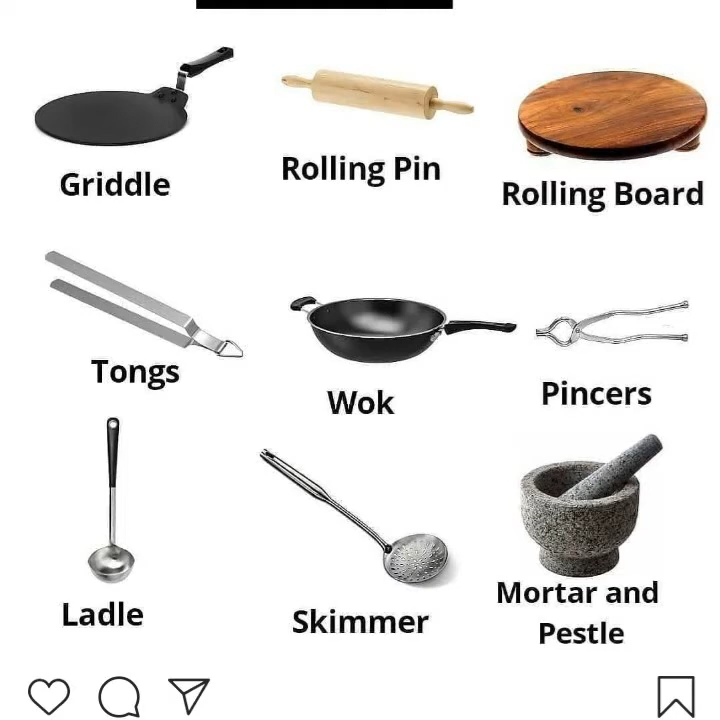 Griddle
Rolling Pin
Rolling Board
Tongs
Wok
Pincers
Ladle
Skimmer
Mortar and
Pestle